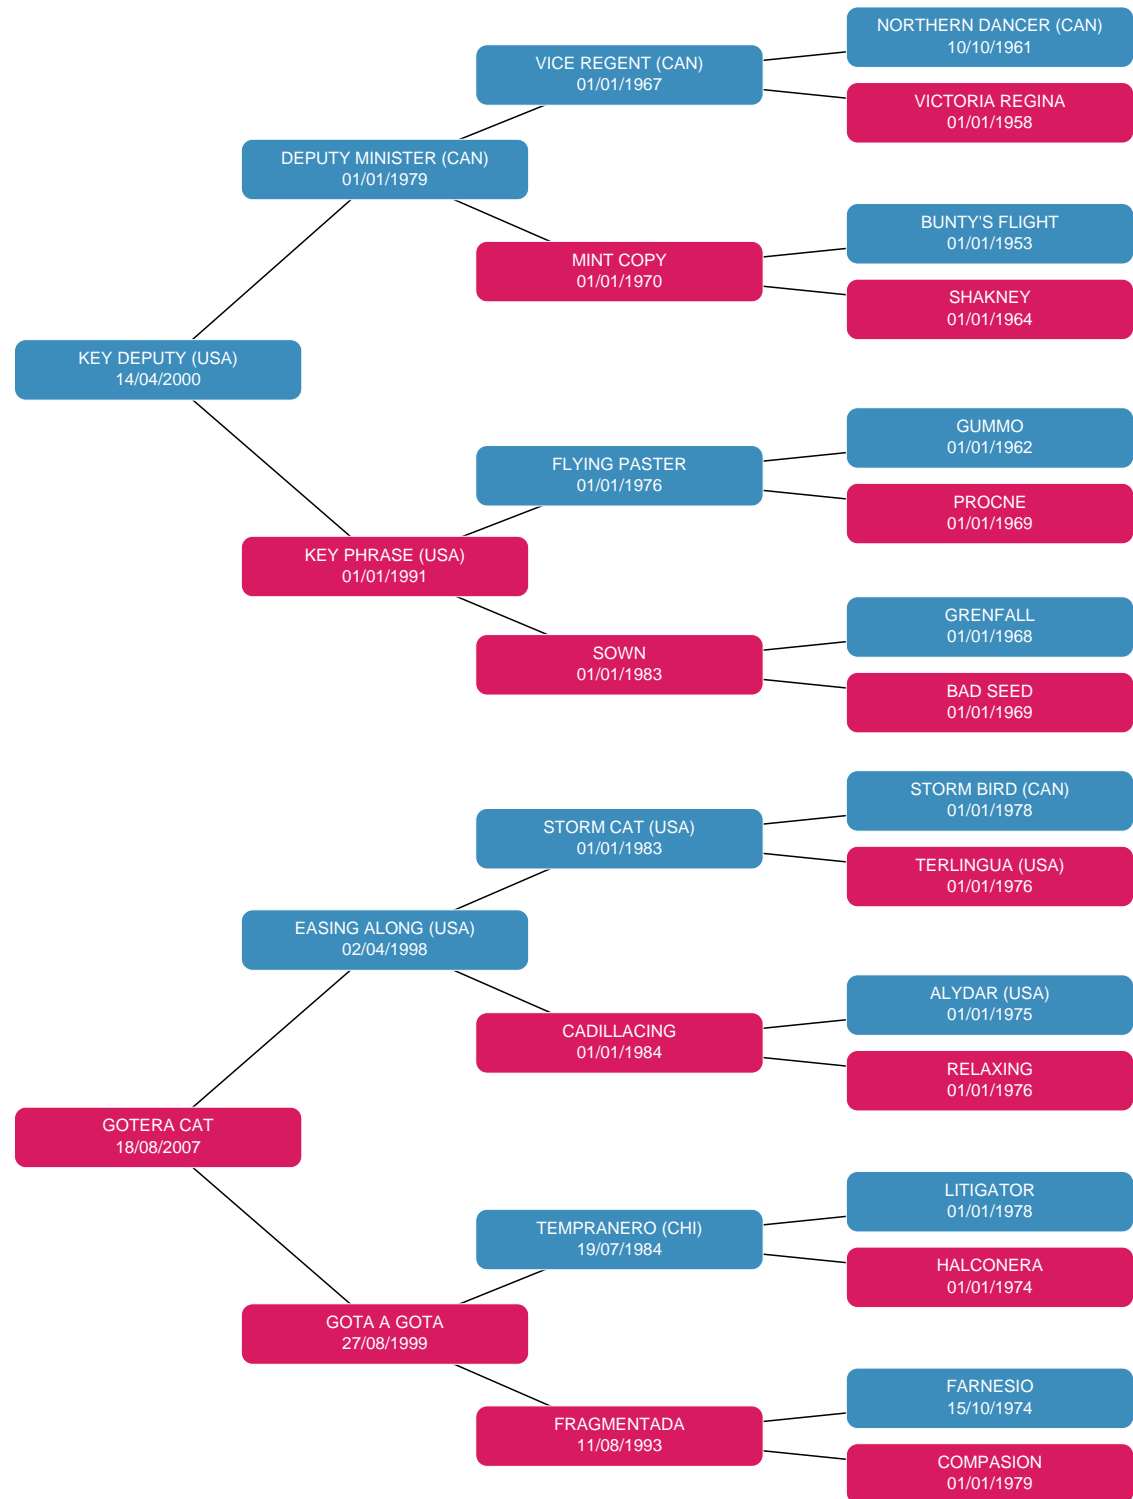 NORTHERN DANCER (CAN)
10/10/1961
VICE REGENT (CAN)
01/01/1967
VICTORIA REGINA
01/01/1958
DEPUTY MINISTER (CAN)
01/01/1979
BUNTY'S FLIGHT
01/01/1953
MINT COPY
01/01/1970
SHAKNEY
01/01/1964
KEY DEPUTY (USA)
14/04/2000
GUMMO
01/01/1962
FLYING PASTER
01/01/1976
PROCNE
01/01/1969
KEY PHRASE (USA)
01/01/1991
GRENFALL
01/01/1968
SOWN
01/01/1983
BAD SEED
01/01/1969
STORM BIRD (CAN)
01/01/1978
STORM CAT (USA)
01/01/1983
TERLINGUA (USA)
01/01/1976
EASING ALONG (USA)
02/04/1998
ALYDAR (USA)
01/01/1975
CADILLACING
01/01/1984
RELAXING
01/01/1976
GOTERA CAT
18/08/2007
LITIGATOR
01/01/1978
TEMPRANERO (CHI)
19/07/1984
HALCONERA
01/01/1974
GOTA A GOTA
27/08/1999
FARNESIO
15/10/1974
FRAGMENTADA
11/08/1993
COMPASION
01/01/1979